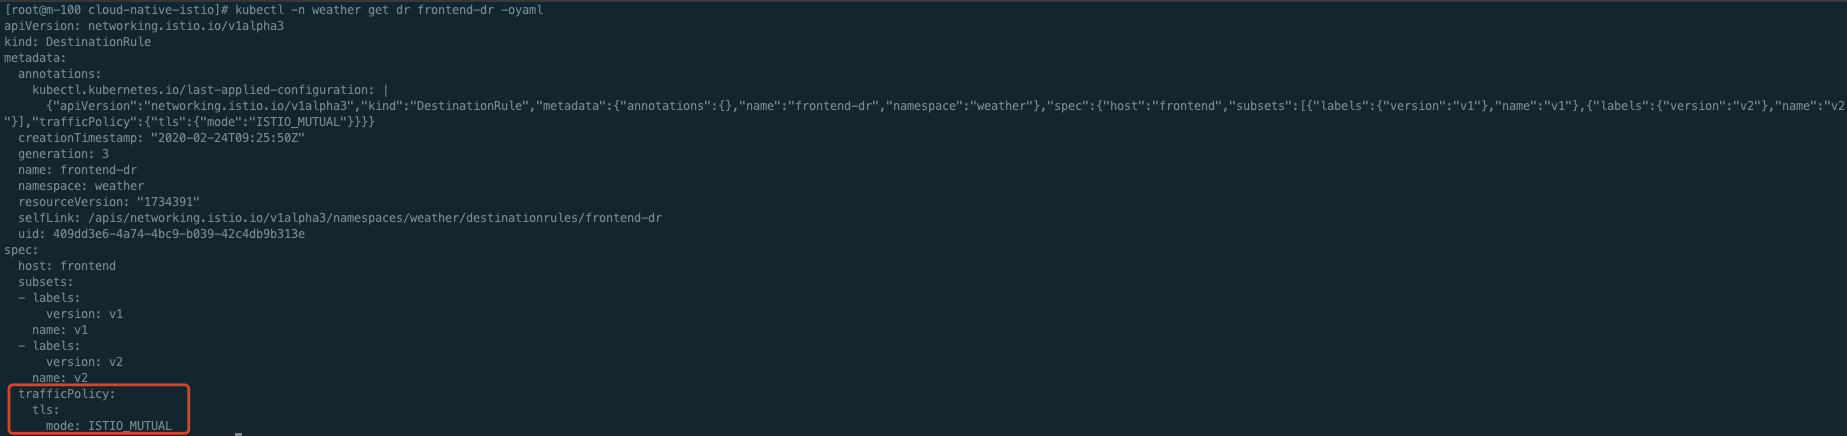 [root@m-100 cloud-native-istio]# kubectl -n weather get dr frontend-dr -oyaml
apiVersion: networking.istio.io/v1alpha3
kind: DestinationRule
metadata:
  annotations:
    kubectl.kubernetes.io/last-applied-configuration: |
      {"apiVersion":"networking.istio.io/v1alpha3","kind":"DestinationRule","metadata":{"annotations":{},"name":"frontend-dr","namespace":"weather"},"spec":{"host":"frontend","subsets":[{"labels":{"version":"v1"},"name":"v1"},{"labels":{"version":"v2"},"name":"v2
"}],"trafficPolicy":{"tls":{"mode":"ISTIO_MUTUAL"}}}}
  creationTimestamp: "2020-02-24T09:25:50Z"
  generation: 3
  name: frontend-dr
  namespace: weather
  resourceVersion: "1734391"
  selfLink: /apis/networking.istio.io/v1alpha3/namespaces/weather/destinationrules/frontend-dr
  uid: 409dd3e6-4a74-4bc9-b039-42c4db9b313e
spec:
  host: frontend
  subsets:
  - labels:
      version: v1
    name: v1
  - labels:
      version: v2
    name: v2
  trafficPolicy:
    tls:
      mode: ISTIO_MUTUAL